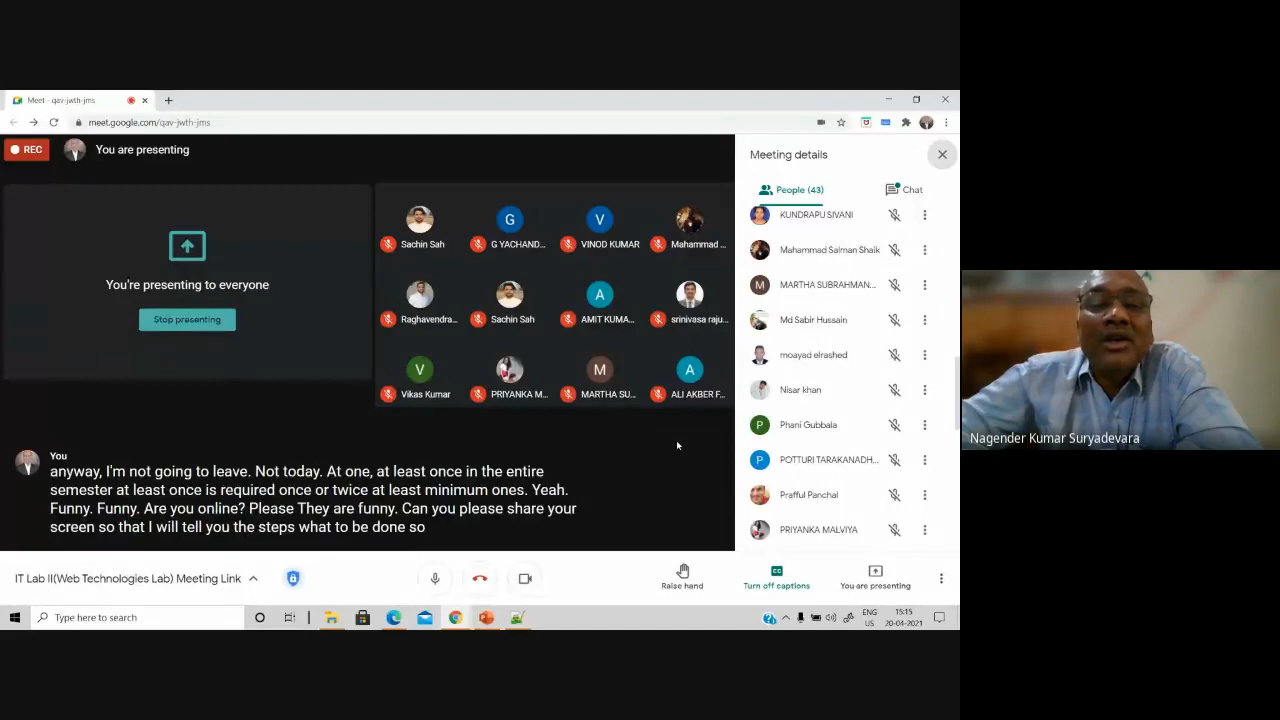 Meet - qav-jwth-jms
meet.google.com/qav-jwth-jms
REC
You are presenting
Meeting details
People (43)
Chat
You're presenting to everyone
Stop presenting
Sachin Sah
G
G YACHAND...
V
VINOD KUMAR
Mahammad ...
Raghavendra...
Sachin Sah
A
AMIT KUMA...
srinivasa raju...
V
Vikas Kumar
PRIYANKA M...
M
MARTHA SU...
A
ALI AKBER F...
KUNDRAPU SIVANI
Mahammad Salman Shaik
M
MARTHA SUBRAHMAN...
Md Sabir Hussain
moayad elrashed
Nisar khan
P
Phani Gubbala
P
POTTURI TARAKANADH...
Prafful Panchal
PRIYANKA MALVIYA
Nagender Kumar Suryadevara
You
anyway, I'm not going to leave. Not today. At one, at least once in the entire
semester at least once is required once or twice at least minimum ones. Yeah.
Funny. Funny. Are you online? Please They are funny. Can you please share your
screen so that I will tell you the steps what to be done so
IT Lab II(Web Technologies Lab) Meeting Link
Raise hand
CC
Turn off captions
You are presenting
Type here to search
ENG
US
15:15
20-04-2021